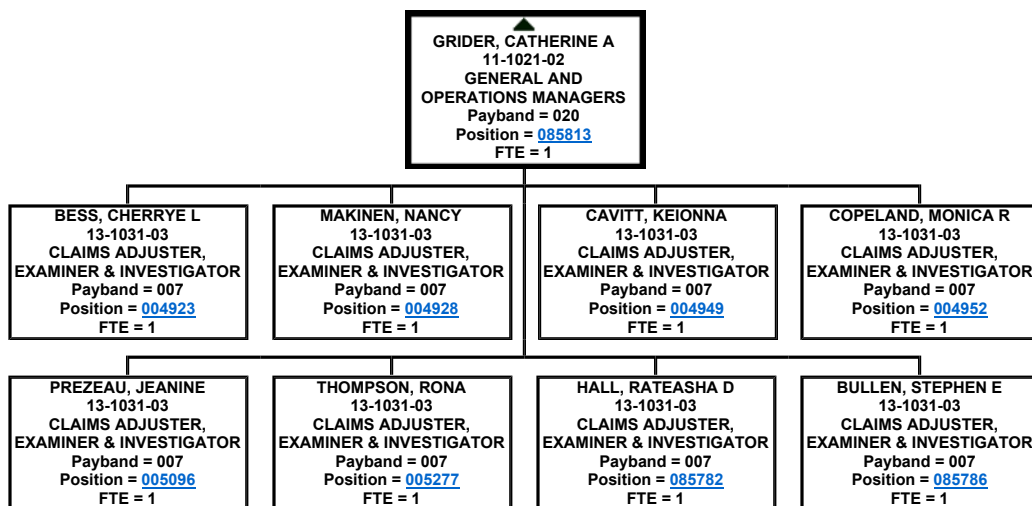 GRIDER, CATHERINE A
11-1021-02
GENERAL AND
OPERATIONS MANAGERS
Payband = 020
Position = 085813
FTE = 1
BESS, CHERRYE L
13-1031-03
CLAIMS ADJUSTER,
EXAMINER & INVESTIGATOR
Payband = 007
Position = 004923
FTE = 1
MAKINEN, NANCY
13-1031-03
CLAIMS ADJUSTER,
EXAMINER & INVESTIGATOR
Payband = 007
Position = 004928
FTE = 1
CAVITT, KEIONNA
13-1031-03
CLAIMS ADJUSTER,
EXAMINER & INVESTIGATOR
Payband = 007
Position = 004949
FTE = 1
COPELAND, MONICA R
13-1031-03
CLAIMS ADJUSTER,
EXAMINER & INVESTIGATOR
Payband = 007
Position = 004952
FTE = 1
PREZEAU, JEANINE
13-1031-03
CLAIMS ADJUSTER,
EXAMINER & INVESTIGATOR
Payband = 007
Position = 005096
FTE = 1
THOMPSON, RONA
13-1031-03
CLAIMS ADJUSTER,
EXAMINER & INVESTIGATOR
Payband = 007
Position = 005277
FTE = 1
HALL, RATEASHA D
13-1031-03
CLAIMS ADJUSTER,
EXAMINER & INVESTIGATOR
Payband = 007
Position = 085782
FTE = 1
BULLEN, STEPHEN E
13-1031-03
CLAIMS ADJUSTER,
EXAMINER & INVESTIGATOR
Payband = 007
Position = 085786
FTE = 1